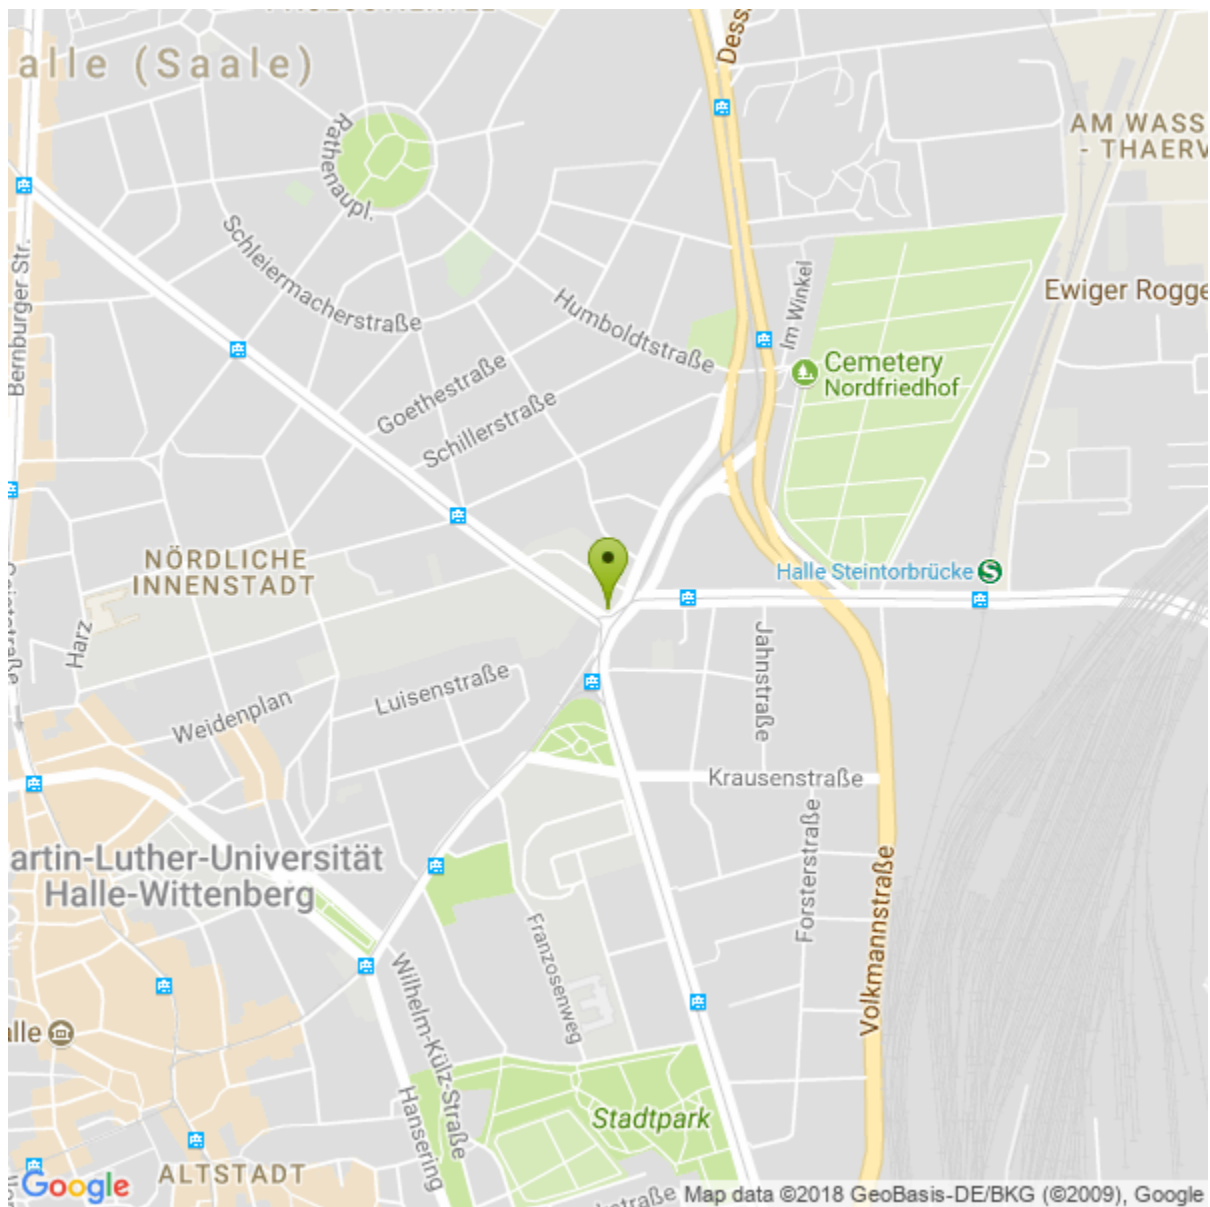 alle (Saale)
Dess
AM WASS
- THAERV
Rathenaupl.
Schleiermacherstraße
Bernburger Str.
Humboldtstraße
Im Winkel
Ewiger Rogge
Cemetery
Nordfriedhof
Goethestraße
Schillerstraße
NÖRDLICHE
INNENSTADT
Halle Steintorbrücke
Harz
Luisenstraße
Jahnstraße
Weidenplan
Krausenstraße
artin-Luther-Universität
Halle-Wittenberg
Forsterstraße
Volkmannstraße
Franzosenweg
Wilhelm-Külz-Straße
alle
Hansering
Stadtpark
ALTSTADT
Google
straße
Map data ©2018 GeoBasis-DE/BKG (©2009), Google